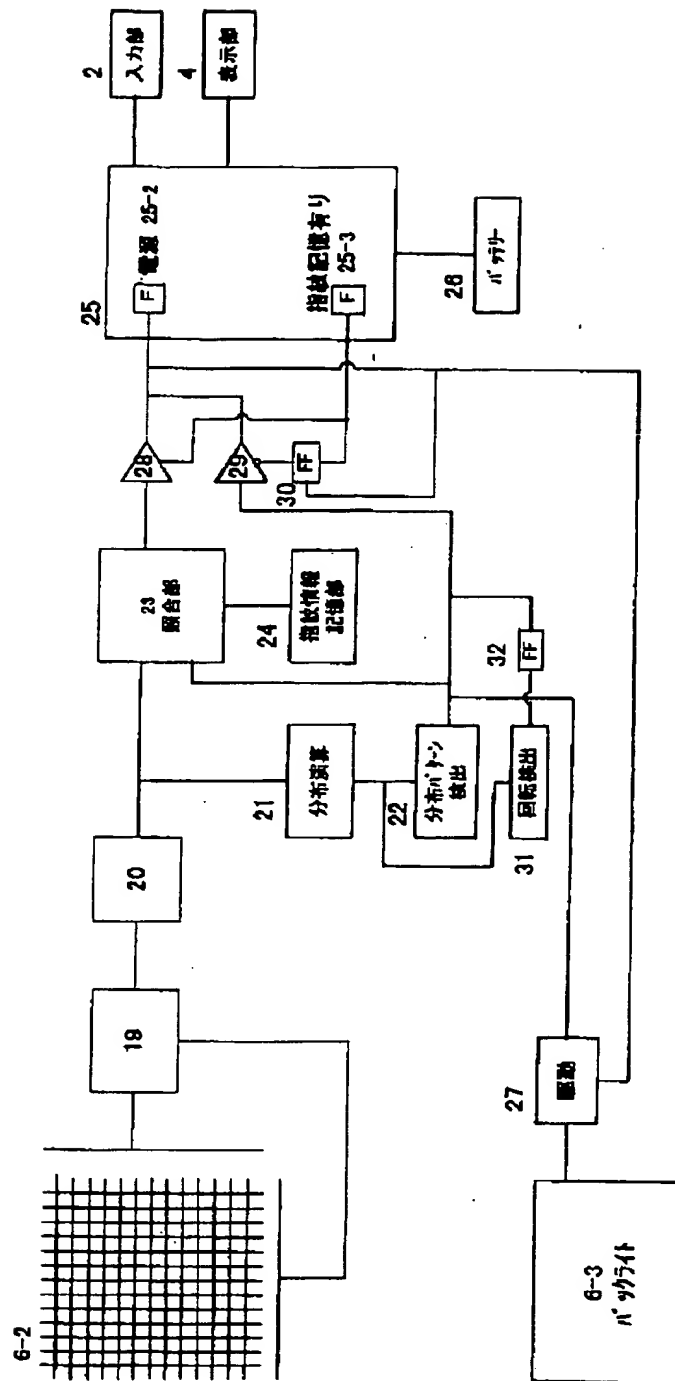 6-2
19
20
21
分布演算
22
分布パターン
検出
31
回転検出
32
FF
23
照合部
24
指紋情報
記憶部
28
29
30
FF
25
F
電源 25-2
指紋記憶有り
25-3
F
2
入力部
4
表示部
26
バッテリー
27
駆動
6-3
バックライト